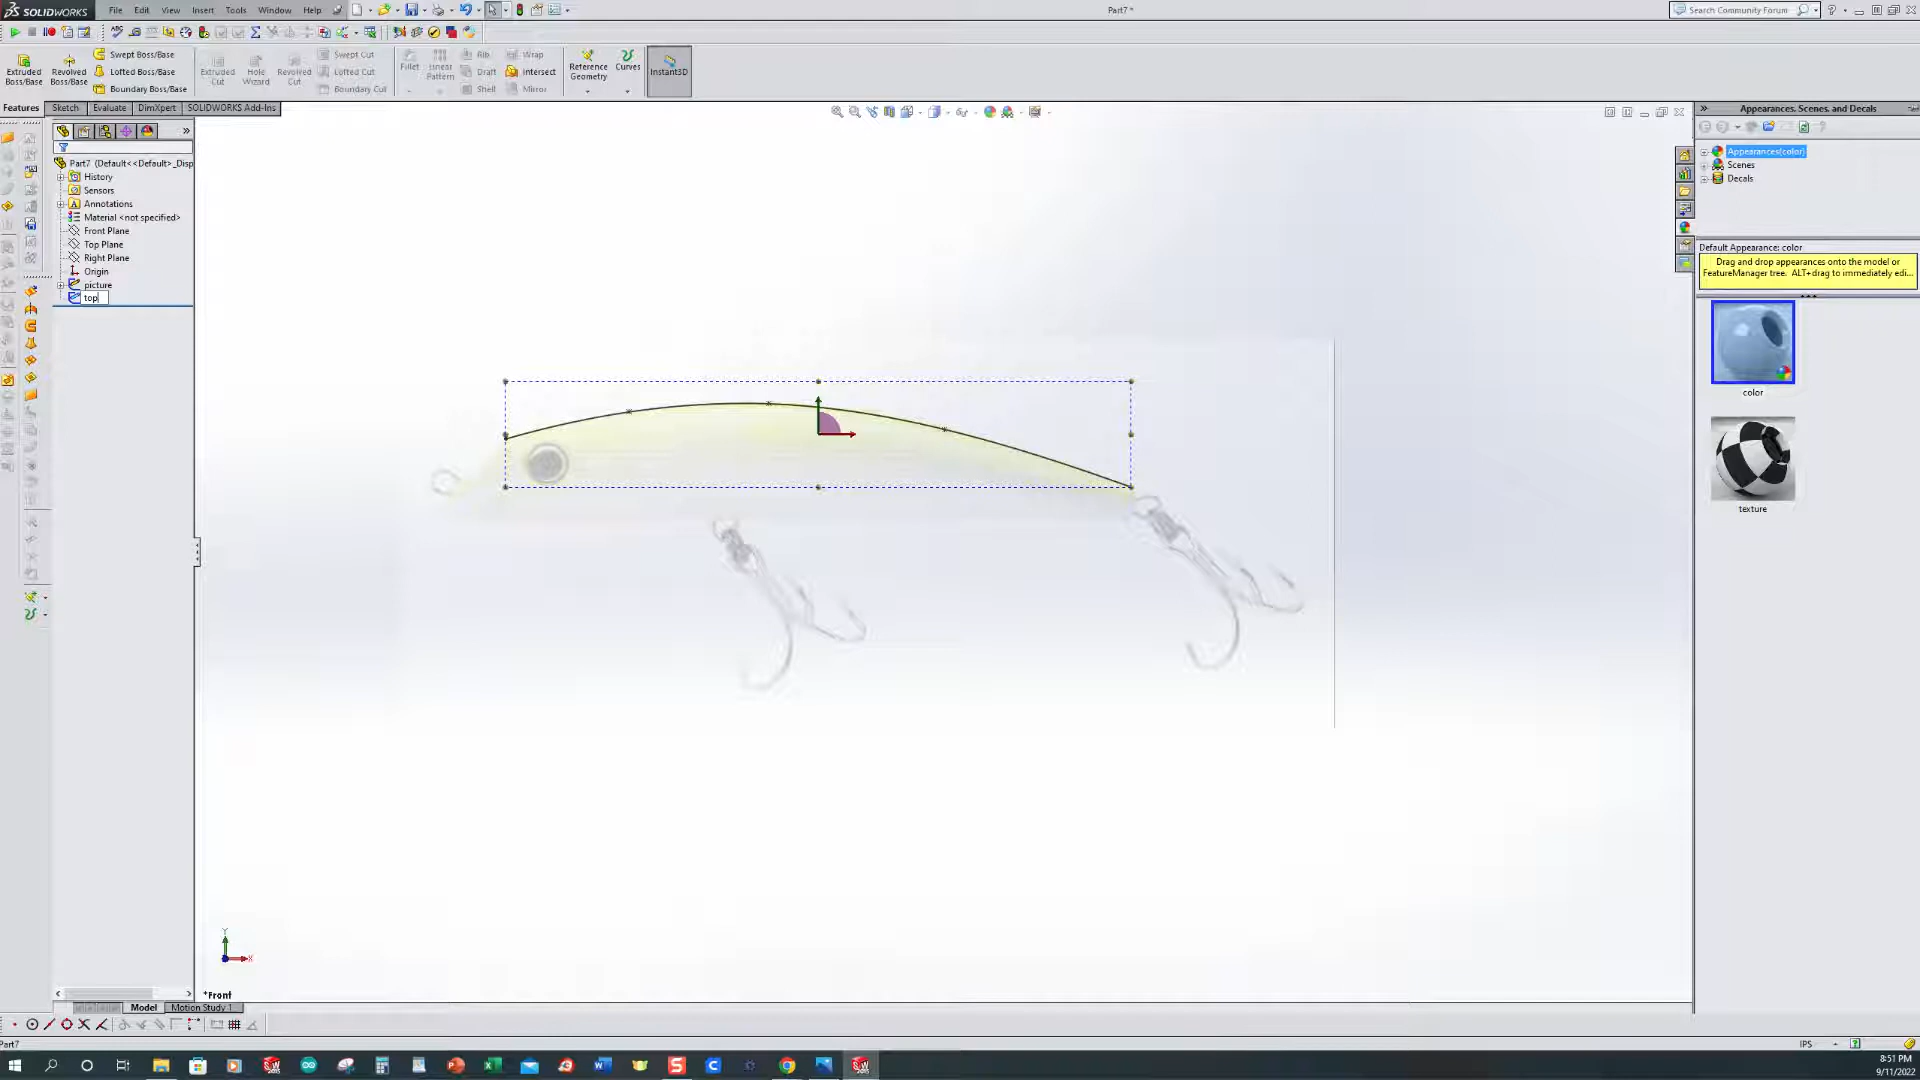 SOLIDWORKS File Edit View Insert Tools Window Help Part7 * Search Community Forum
Extruded Boss/Base
Revolved Boss/Base
Swept Boss/Base
Lofted Boss/Base
Boundary Boss/Base
Extruded Cut
Hole Wizard
Revolved Cut
Swept Cut
Lofted Cut
Boundary Cut
Fillet
Linear Pattern
Rib
Draft
Shell
Wrap
Intersect
Mirror
Reference Geometry
Curves
Instant3D
Features Sketch Evaluate DimXpert SOLIDWORKS Add-Ins
Part7 (Default<<Default>_Disp
History
Sensors
Annotations
Material <not specified>
Front Plane
Top Plane
Right Plane
Origin
picture
top
Appearances, Scenes, and Decals
Appearances(color)
Scenes
Decals
Default Appearance: color
Drag and drop appearances onto the model or
FeatureManager tree. ALT+drag to immediately edi...
color
texture
Y
X
*Front
Model Motion Study 1
Part7
IPS
8:51 PM
9/11/2022